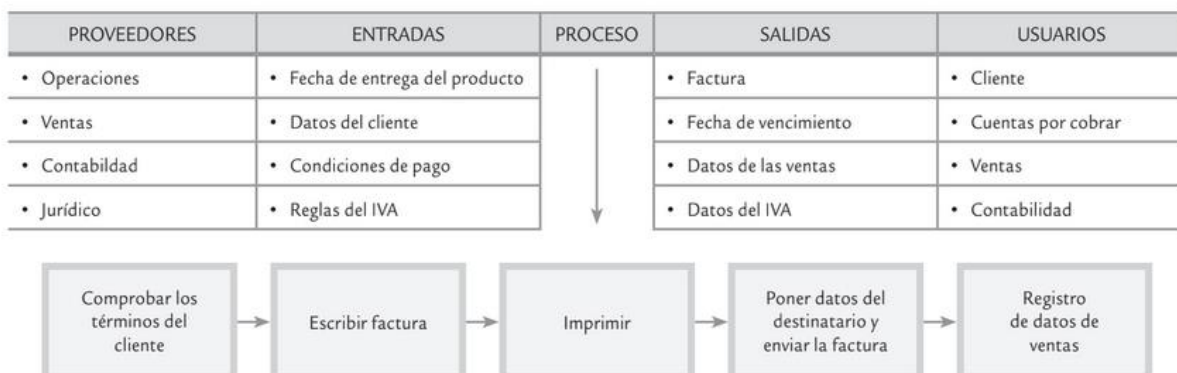 PROVEEDORES ENTRADAS PROCESO SALIDAS USUARIOS
• Operaciones • Fecha de entrega del producto • Factura • Cliente
• Ventas • Datos del cliente • Fecha de vencimiento • Cuentas por cobrar
• Contabildad • Condiciones de pago • Datos de las ventas • Ventas
• Jurídico • Reglas del IVA • Datos del IVA • Contabilidad
Comprobar los
términos del
cliente
Escribir factura
Imprimir
Poner datos del
destinatario y
enviar la factura
Registro
de datos de
ventas